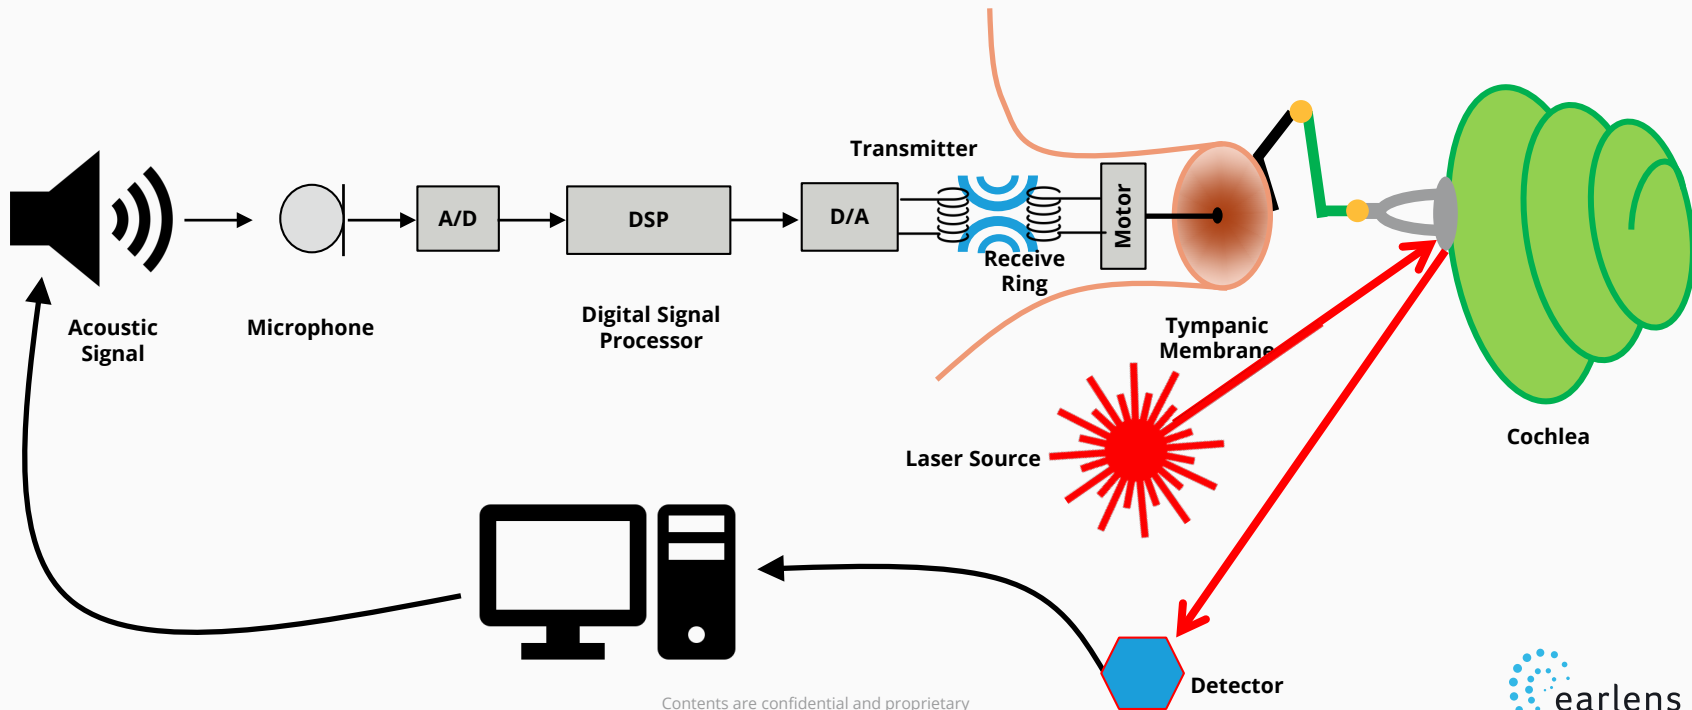 Transmitter
A/D
DSP
D/A
Motor
Receive
Ring
Acoustic
Signal
Microphone
Digital Signal
Processor
Tympanic
Membrane
Cochlea
Laser Source
Detector
Contents are confidential and proprietary
earlens